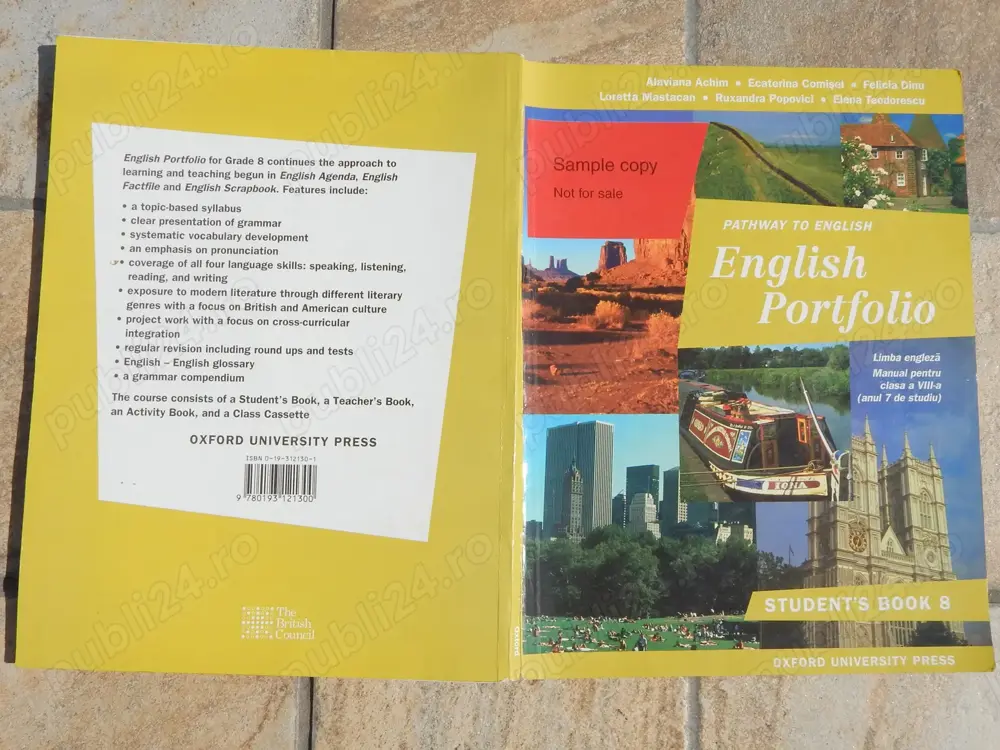 English Portfolio for Grade 8 continues the approach to
learning and teaching begun in English Agenda, English
Factfile and English Scrapbook. Features include:
• a topic-based syllabus
• clear presentation of grammar
• systematic vocabulary development
• an emphasis on pronunciation
• coverage of all four language skills: speaking, listening,
reading, and writing
• exposure to modern literature through different literary
genres with a focus on British and American culture
• project work with a focus on cross-curricular
integration
• regular revision including round ups and tests
• English – English glossary
• a grammar compendium
The course consists of a Student's Book, a Teacher's Book,
an Activity Book, and a Class Cassette
OXFORD UNIVERSITY PRESS
ISBN 0-19-312130-1
9 780193 121300
The
British
Council
OXFORD
Alaviana Achim • Ecaterina Comişel • Felicia Dinu
Loretta Mastacan • Ruxandra Popovici • Elena Teodorescu
Sample copy
Not for sale
PATHWAY TO ENGLISH
English
Portfolio
Limba engleză
Manual pentru
clasa a VIII-a
(anul 7 de studiu)
IONA
STUDENT'S BOOK 8
OXFORD UNIVERSITY PRESS
publi24.ro